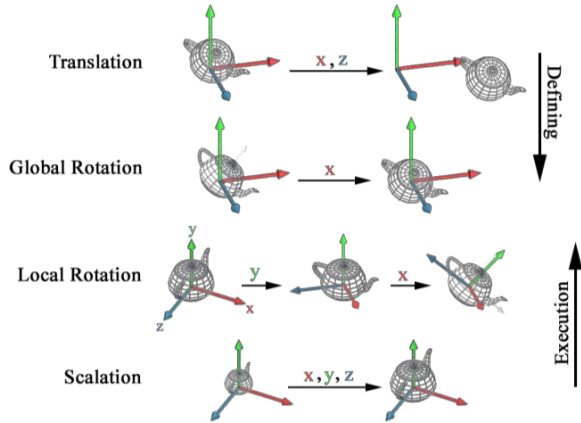 Translation
x, z
Defining
Global Rotation
x
Local Rotation
y
x
z
y
x
Execution
Scalation
x, y, z